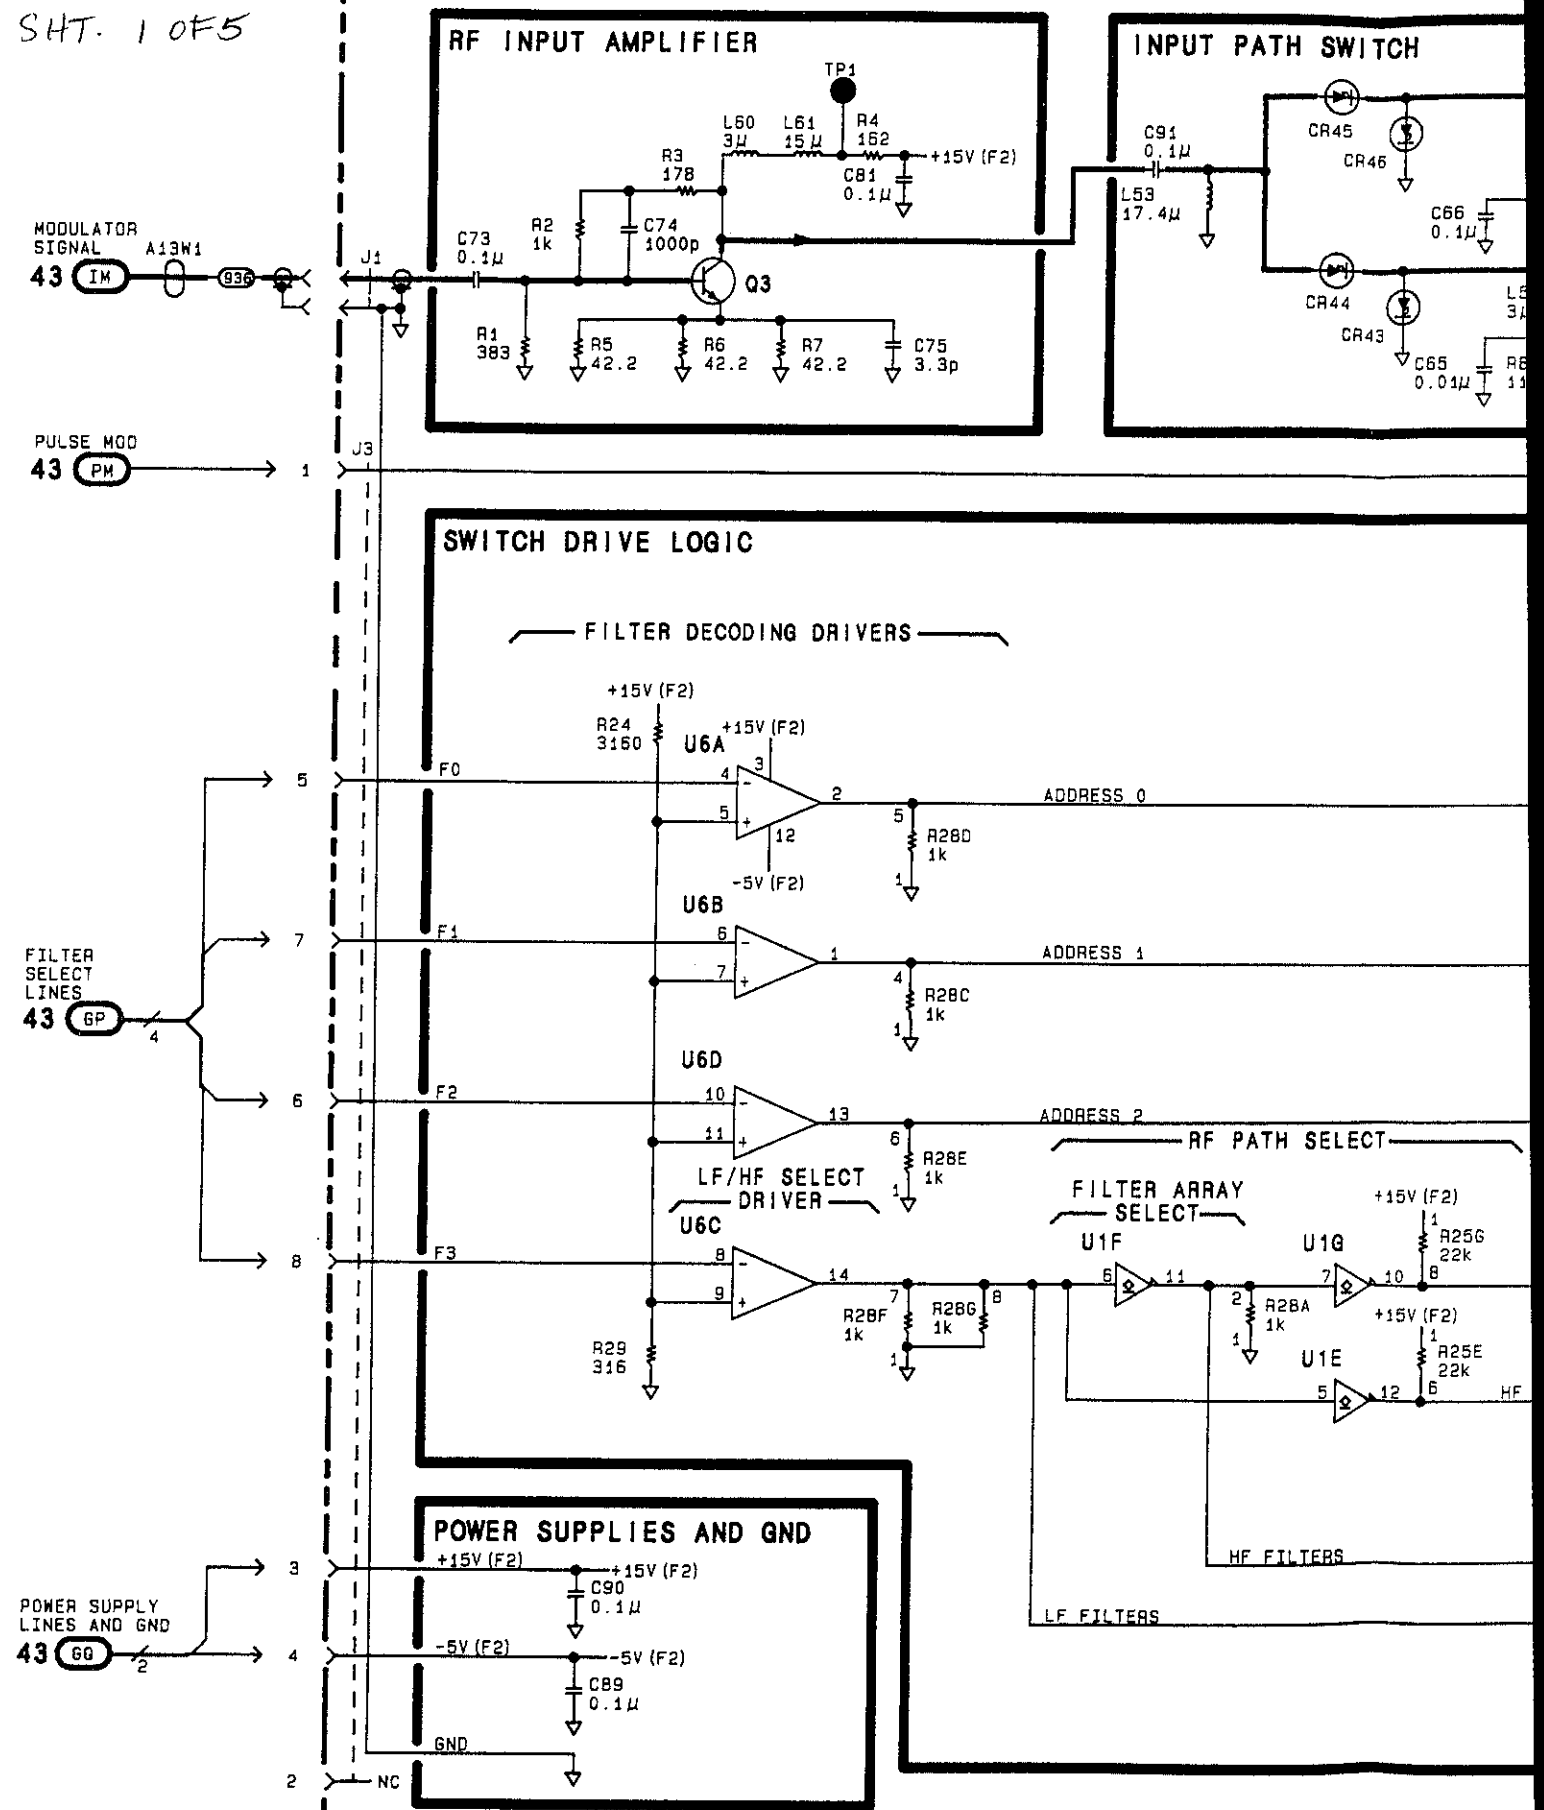 SHT. 1 OF 5
RF INPUT AMPLIFIER
TP1
L60
3µ
L61
15µ
R4
162
+15V(F2)
C81
0.1µ
R3
178
R2
1k
C74
1000p
C73
0.1µ
Q3
R1
383
R5
42.2
R6
42.2
R7
42.2
C75
3.3p
INPUT PATH SWITCH
C91
0.1µ
L53
17.4µ
CR45
CR46
C66
0.1µ
CR44
CR43
C65
0.01µ
MODULATOR
SIGNAL
43 IM
A13W1
936
J1
PULSE MOD
43 PM
1
J3
SWITCH DRIVE LOGIC
FILTER DECODING DRIVERS
+15V(F2)
R24
3160
U6A
+15V(F2)
3
5
F0
4
-
5
+
2
12
-5V(F2)
5
R28D
1k
1
ADDRESS 0
U6B
7
F1
6
-
7
+
1
4
R28C
1k
1
ADDRESS 1
FILTER
SELECT
LINES
43 GP
4
U6D
6
F2
10
-
11
+
13
6
R28E
1k
1
ADDRESS 2
RF PATH SELECT
LF/HF SELECT
DRIVER
U6C
8
F3
8
-
9
+
14
7
R28F
1k
1
R28G
1k
8
R29
316
FILTER ARRAY
SELECT
U1F
6
11
2
R28A
1k
1
U1G
7
10
+15V(F2)
1
R25G
22k
8
+15V(F2)
1
R25E
22k
6
U1E
5
12
HF
HF FILTERS
LF FILTERS
POWER SUPPLIES AND GND
3
+15V(F2)
+15V(F2)
C90
0.1µ
POWER SUPPLY
LINES AND GND
43 GQ
2
4
-5V(F2)
-5V(F2)
C89
0.1µ
GND
2
NC